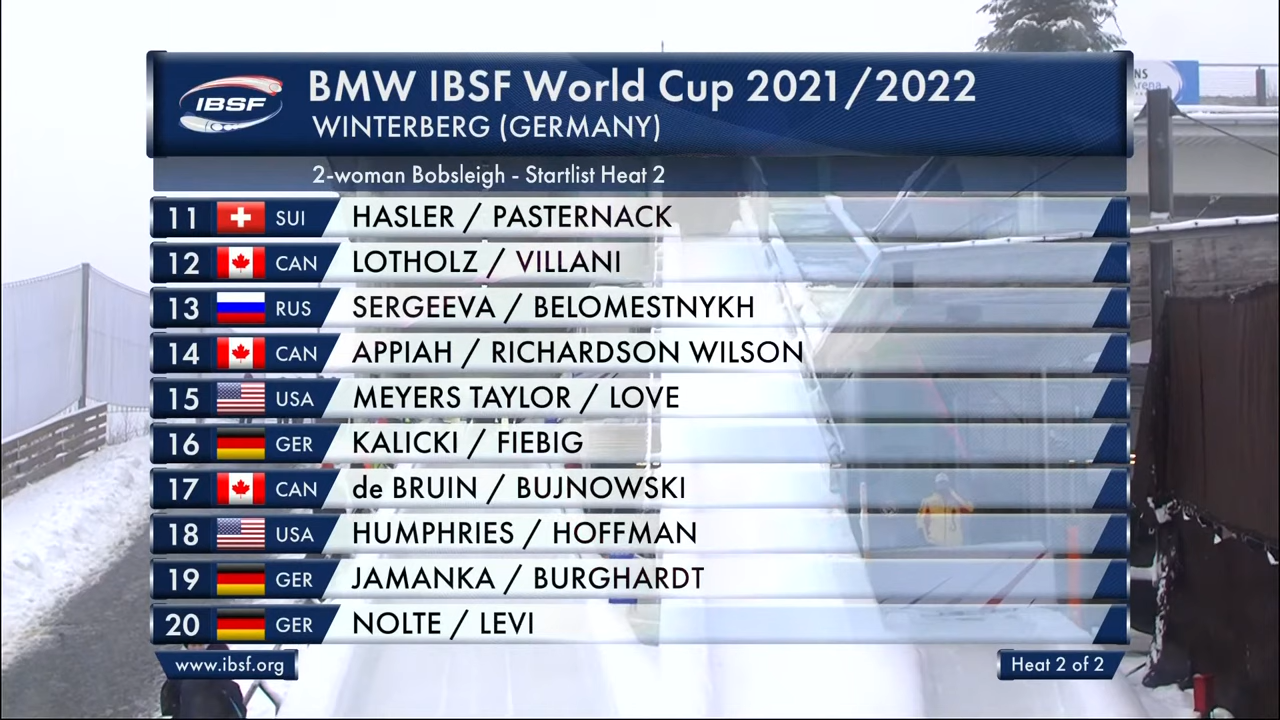 IBSF
BMW IBSF World Cup 2021/2022
WINTERBERG (GERMANY)
2-woman Bobsleigh - Startlist Heat 2
11 SUI HASLER / PASTERNACK
12 CAN LOTHOLZ / VILLANI
13 RUS SERGEEVA / BELOMESTNYKH
14 CAN APPIAH / RICHARDSON WILSON
15 USA MEYERS TAYLOR / LOVE
16 GER KALICKI / FIEBIG
17 CAN de BRUIN / BUJNOWSKI
18 USA HUMPHRIES / HOFFMAN
19 GER JAMANKA / BURGHARDT
20 GER NOLTE / LEVI
www.ibsf.org
Heat 2 of 2